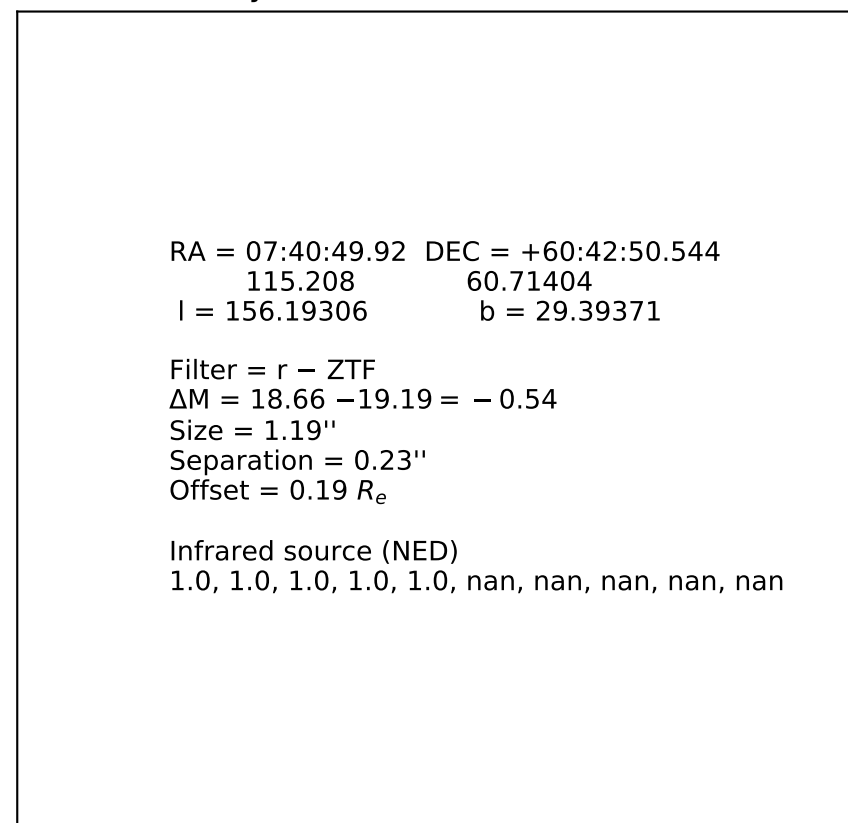 RA = 07:40:49.92 DEC = +60:42:50.544
115.208 60.71404
l = 156.19306 b = 29.39371
Filter = r − ZTF
ΔM = 18.66 −19.19 = − 0.54
Size = 1.19''
Separation = 0.23''
Offset = 0.19 Rₑ
Infrared source (NED)
1.0, 1.0, 1.0, 1.0, 1.0, nan, nan, nan, nan, nan